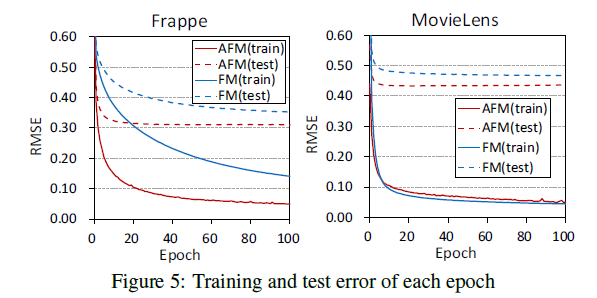 Frappe
0.60
0.50
0.40
0.30
0.20
0.10
0.00
RMSE
AFM(train)
AFM(test)
FM(train)
FM(test)
0 20 40 60 80 100
Epoch
MovieLens
0.60
0.50
0.40
0.30
0.20
0.10
0.00
RMSE
AFM(train)
AFM(test)
FM(train)
FM(test)
0 20 40 60 80 100
Epoch
Figure 5: Training and test error of each epoch